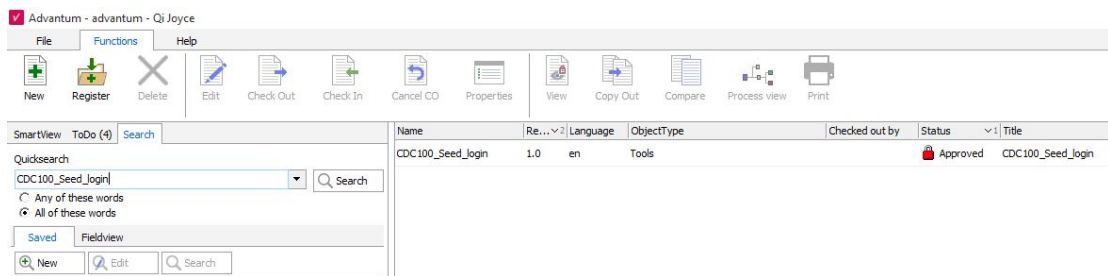 Advantum - advantum - Qi Joyce
File Functions Help
New Register Delete Edit Check Out Check In Cancel CO Properties View Copy Out Compare Process view Print
SmartView ToDo (4) Search
Name Re... 2 Language ObjectType Checked out by Status 1 Title
Quicksearch
CDC100_Seed_login 1.0 en Tools Approved CDC100_Seed_login
CDC100_Seed_login Search
Any of these words
All of these words
Saved Fieldview
New Edit Search